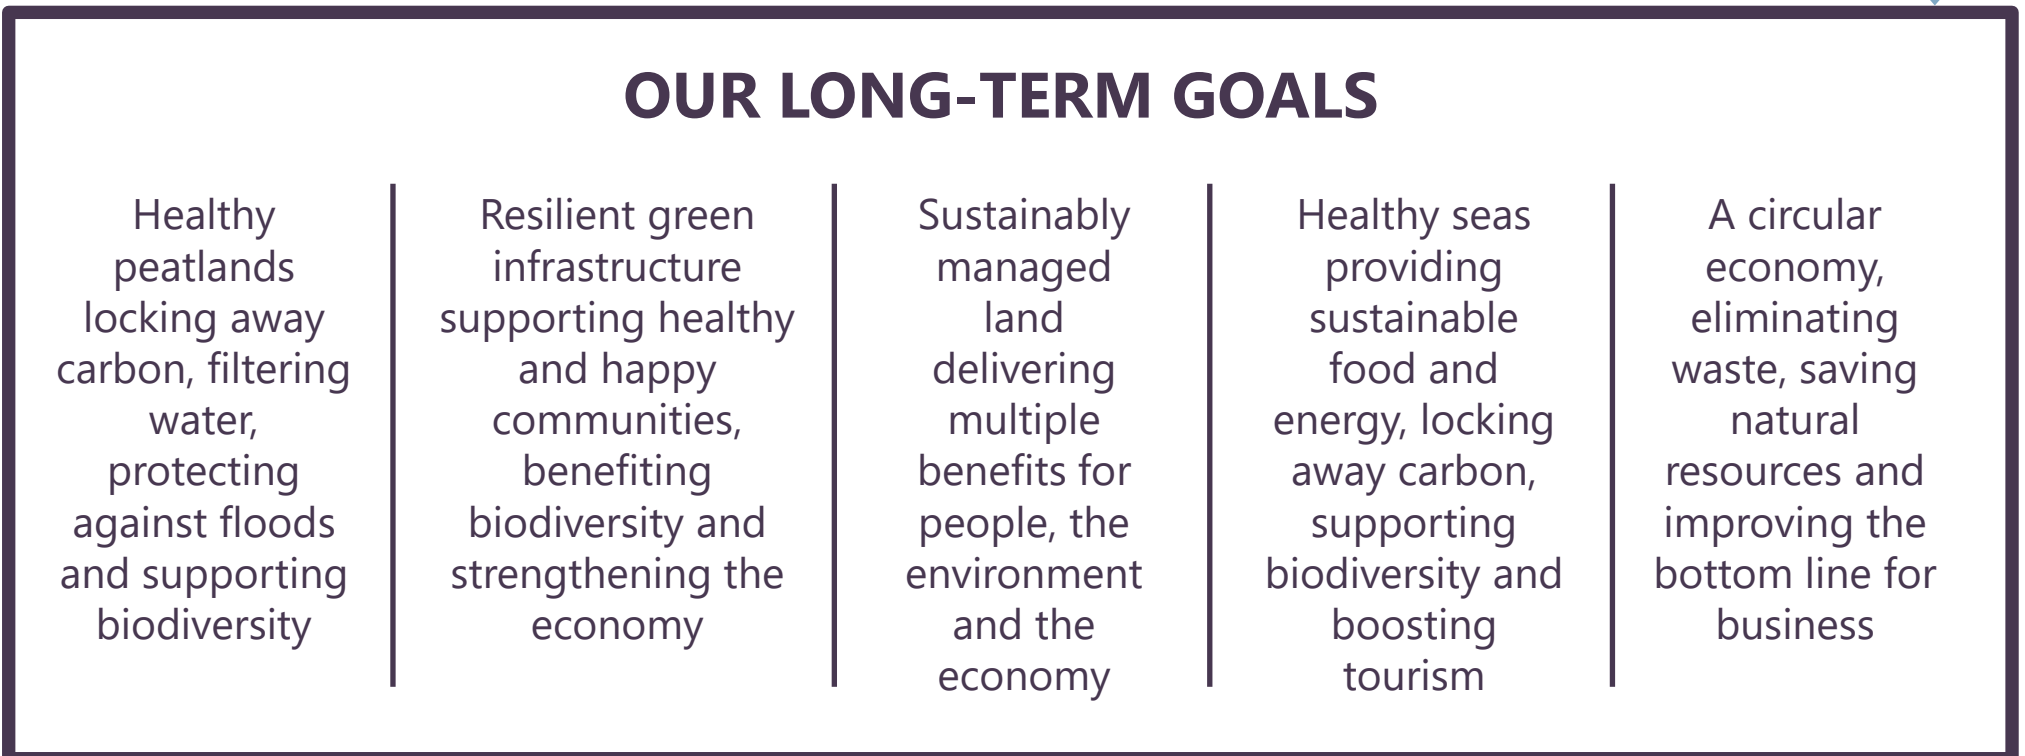 OUR LONG-TERM GOALS
Healthy
peatlands
locking away
carbon, filtering
water,
protecting
against floods
and supporting
biodiversity
Resilient green
infrastructure
supporting healthy
and happy
communities,
benefiting
biodiversity and
strengthening the
economy
Sustainably
managed
land
delivering
multiple
benefits for
people, the
environment
and the
economy
Healthy seas
providing
sustainable
food and
energy, locking
away carbon,
supporting
biodiversity and
boosting
tourism
A circular
economy,
eliminating
waste, saving
natural
resources and
improving the
bottom line for
business